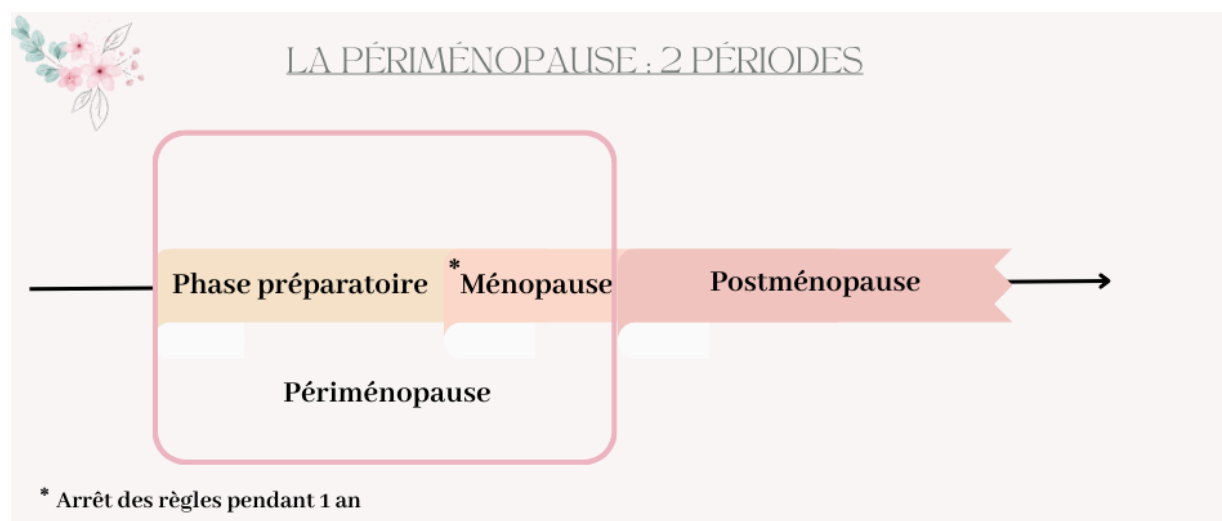 LA PÉRIMÉNOPAUSE : 2 PÉRIODES
Phase préparatoire
*Ménopause
Postménopause
Périménopause
* Arrêt des règles pendant 1 an